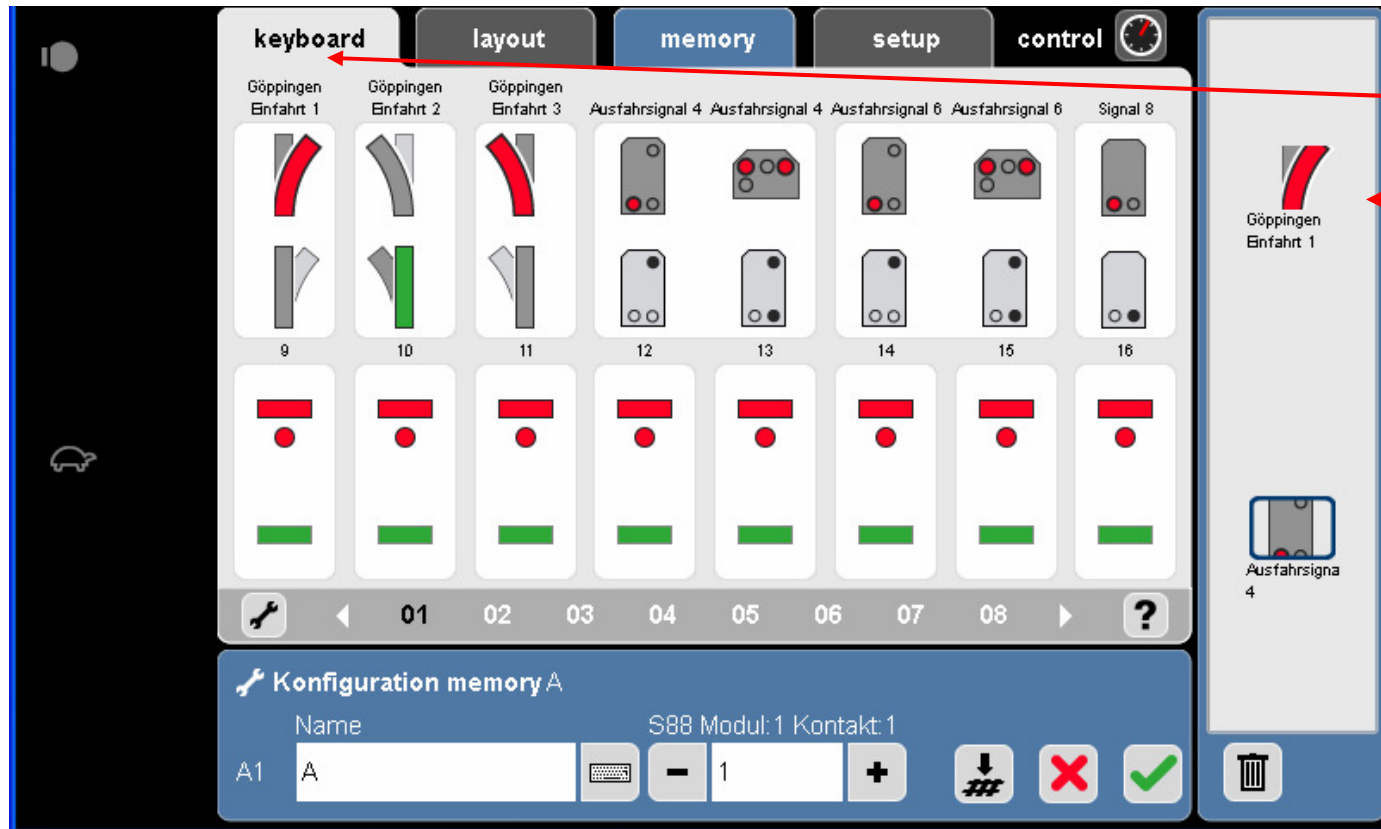 keyboard layout memory setup control
Göppingen Göppingen Göppingen
Einfahrt 1 Einfahrt 2 Einfahrt 3 Ausfahrsignal 4 Ausfahrsignal 4 Ausfahrsignal 6 Ausfahrsignal 6 Signal 8
9 10 11 12 13 14 15 16
01 02 03 04 05 06 07 08 ?
Konfiguration memory A
Name S88 Modul:1 Kontakt:1
A1 A - 1 +
Göppingen
Einfahrt 1
Ausfahrsigna
4